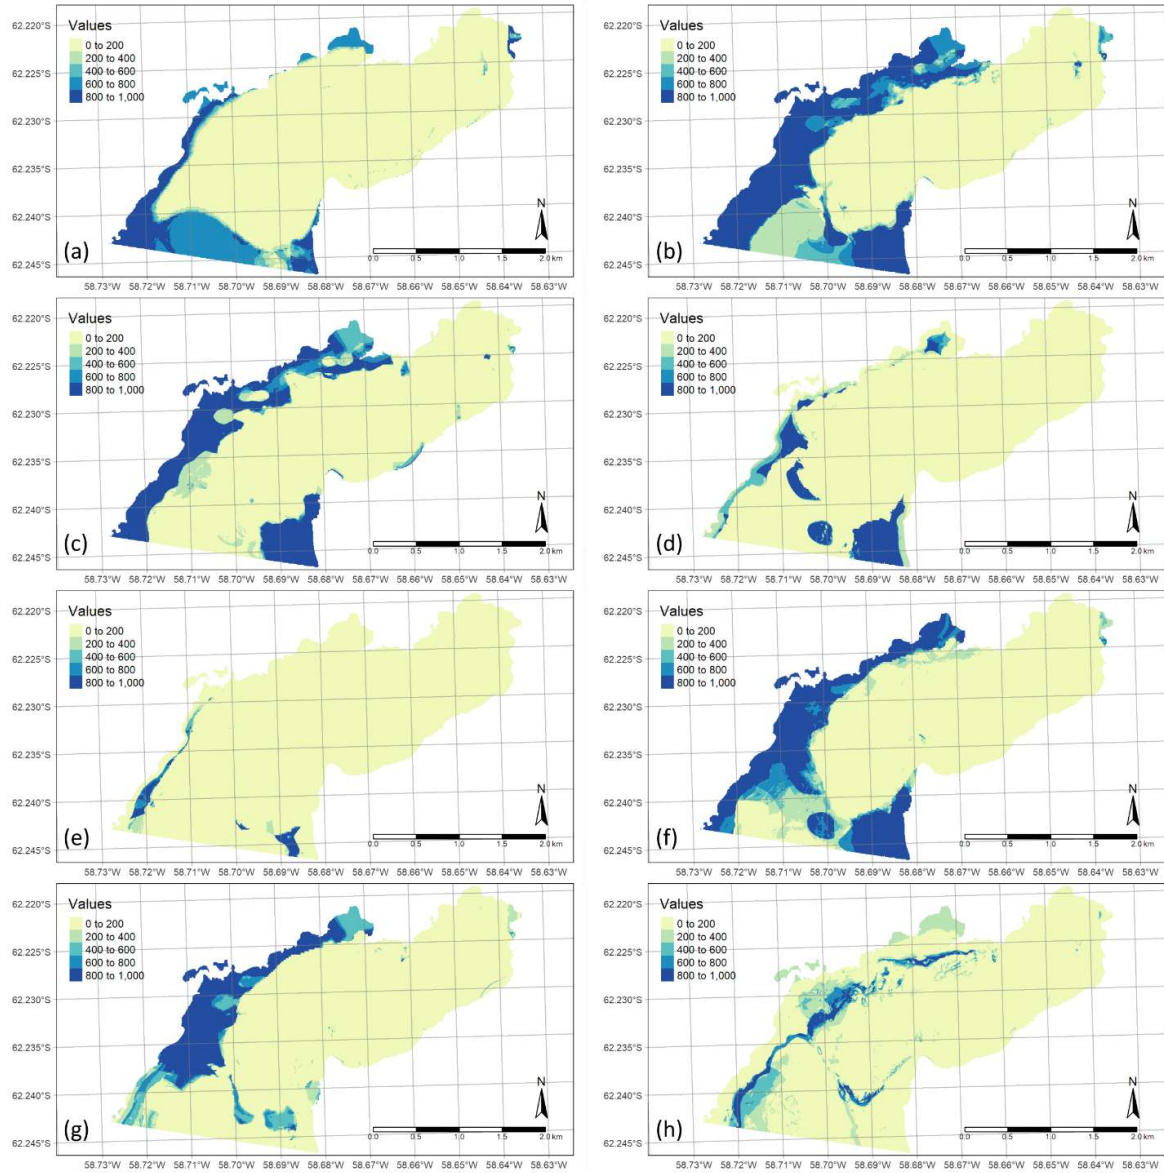 Values
0 to 200
200 to 400
400 to 600
600 to 800
800 to 1,000
62.220°S
62.225°S
62.230°S
62.235°S
62.240°S
62.245°S
(a)
N
0.0 0.5 1.0 1.5 2.0 km
58.73°W 58.72°W 58.71°W 58.70°W 58.69°W 58.68°W 58.67°W 58.66°W 58.65°W 58.64°W 58.63°W
Values
0 to 200
200 to 400
400 to 600
600 to 800
800 to 1,000
62.220°S
62.225°S
62.230°S
62.235°S
62.240°S
62.245°S
(b)
N
0.0 0.5 1.0 1.5 2.0 km
58.73°W 58.72°W 58.71°W 58.70°W 58.69°W 58.68°W 58.67°W 58.66°W 58.65°W 58.64°W 58.63°W
Values
0 to 200
200 to 400
400 to 600
600 to 800
800 to 1,000
62.220°S
62.225°S
62.230°S
62.235°S
62.240°S
62.245°S
(c)
N
0.0 0.5 1.0 1.5 2.0 km
58.73°W 58.72°W 58.71°W 58.70°W 58.69°W 58.68°W 58.67°W 58.66°W 58.65°W 58.64°W 58.63°W
Values
0 to 200
200 to 400
400 to 600
600 to 800
800 to 1,000
62.220°S
62.225°S
62.230°S
62.235°S
62.240°S
62.245°S
(d)
N
0.0 0.5 1.0 1.5 2.0 km
58.73°W 58.72°W 58.71°W 58.70°W 58.69°W 58.68°W 58.67°W 58.66°W 58.65°W 58.64°W 58.63°W
Values
0 to 200
200 to 400
400 to 600
600 to 800
800 to 1,000
62.220°S
62.225°S
62.230°S
62.235°S
62.240°S
62.245°S
(e)
N
0.0 0.5 1.0 1.5 2.0 km
58.73°W 58.72°W 58.71°W 58.70°W 58.69°W 58.68°W 58.67°W 58.66°W 58.65°W 58.64°W 58.63°W
Values
0 to 200
200 to 400
400 to 600
600 to 800
800 to 1,000
62.220°S
62.225°S
62.230°S
62.235°S
62.240°S
62.245°S
(f)
N
0.0 0.5 1.0 1.5 2.0 km
58.73°W 58.72°W 58.71°W 58.70°W 58.69°W 58.68°W 58.67°W 58.66°W 58.65°W 58.64°W 58.63°W
Values
0 to 200
200 to 400
400 to 600
600 to 800
800 to 1,000
62.220°S
62.225°S
62.230°S
62.235°S
62.240°S
62.245°S
(g)
N
0.0 0.5 1.0 1.5 2.0 km
58.73°W 58.72°W 58.71°W 58.70°W 58.69°W 58.68°W 58.67°W 58.66°W 58.65°W 58.64°W 58.63°W
Values
0 to 200
200 to 400
400 to 600
600 to 800
800 to 1,000
62.220°S
62.225°S
62.230°S
62.235°S
62.240°S
62.245°S
(h)
N
0.0 0.5 1.0 1.5 2.0 km
58.73°W 58.72°W 58.71°W 58.70°W 58.69°W 58.68°W 58.67°W 58.66°W 58.65°W 58.64°W 58.63°W